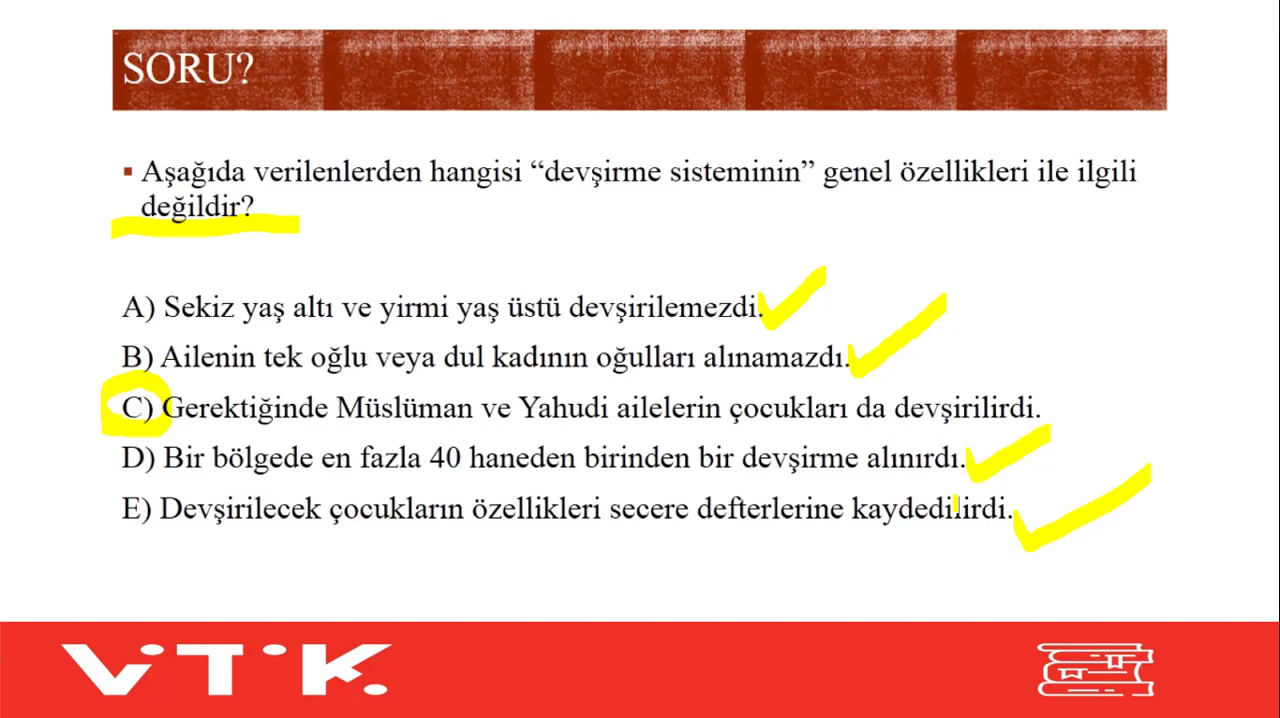 SORU?
Aşağıda verilenlerden hangisi “devşirme sisteminin” genel özellikleri ile ilgili
değildir?
A) Sekiz yaş altı ve yirmi yaş üstü devşirilemezdi.
B) Ailenin tek oğlu veya dul kadının oğulları alınamazdı.
C) Gerektiğinde Müslüman ve Yahudi ailelerin çocukları da devşirilirdi.
D) Bir bölgede en fazla 40 haneden birinden bir devşirme alınırdı.
E) Devşirilecek çocukların özellikleri secere defterlerine kaydedilirdi.
VİTİK.